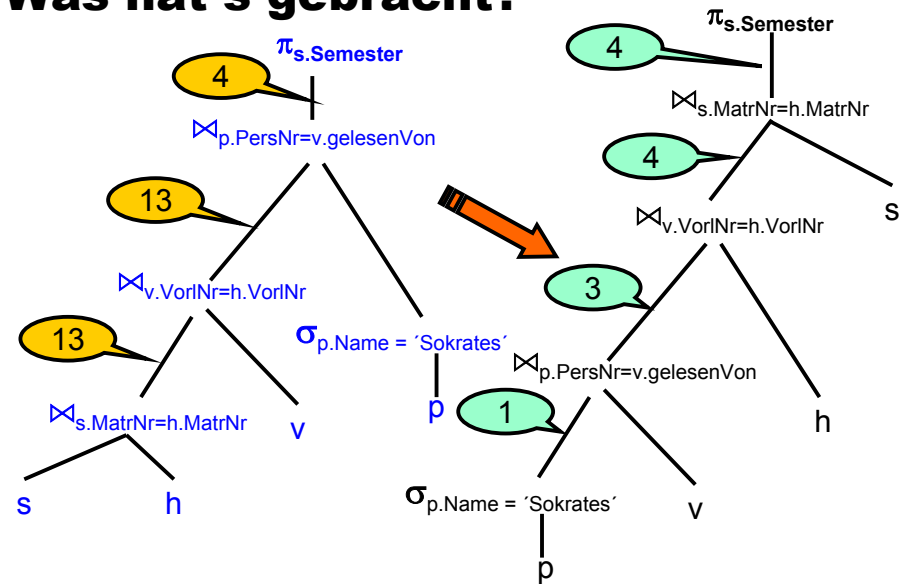 Was hat's gebracht?
πs.Semester
4
⋈p.PersNr=v.gelesenVon
13
⋈v.VorlNr=h.VorlNr
13
σp.Name = ´Sokrates´
⋈s.MatrNr=h.MatrNr
v
p
s
h
πs.Semester
4
⋈s.MatrNr=h.MatrNr
4
s
⋈v.VorlNr=h.VorlNr
3
⋈p.PersNr=v.gelesenVon
h
1
σp.Name = ´Sokrates´
v
p